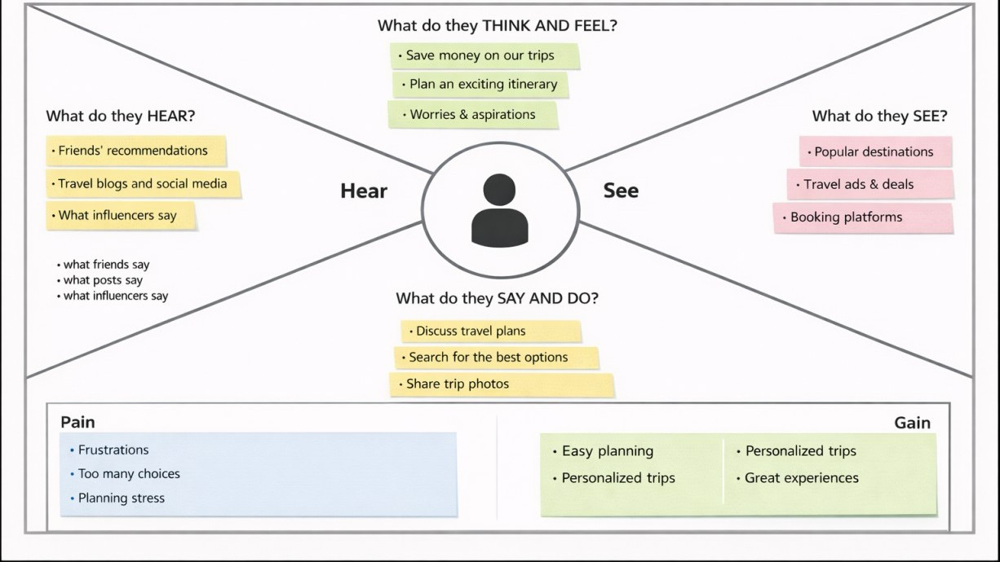 What do they THINK AND FEEL?
• Save money on our trips
• Plan an exciting itinerary
• Worries & aspirations
What do they HEAR?
• Friends' recommendations
• Travel blogs and social media
• What influencers say
• what friends say
• what posts say
• what influencers say
Hear
See
What do they SEE?
• Popular destinations
• Travel ads & deals
• Booking platforms
What do they SAY AND DO?
• Discuss travel plans
• Search for the best options
• Share trip photos
Pain
• Frustrations
• Too many choices
• Planning stress
Gain
• Easy planning
• Personalized trips
• Personalized trips
• Great experiences